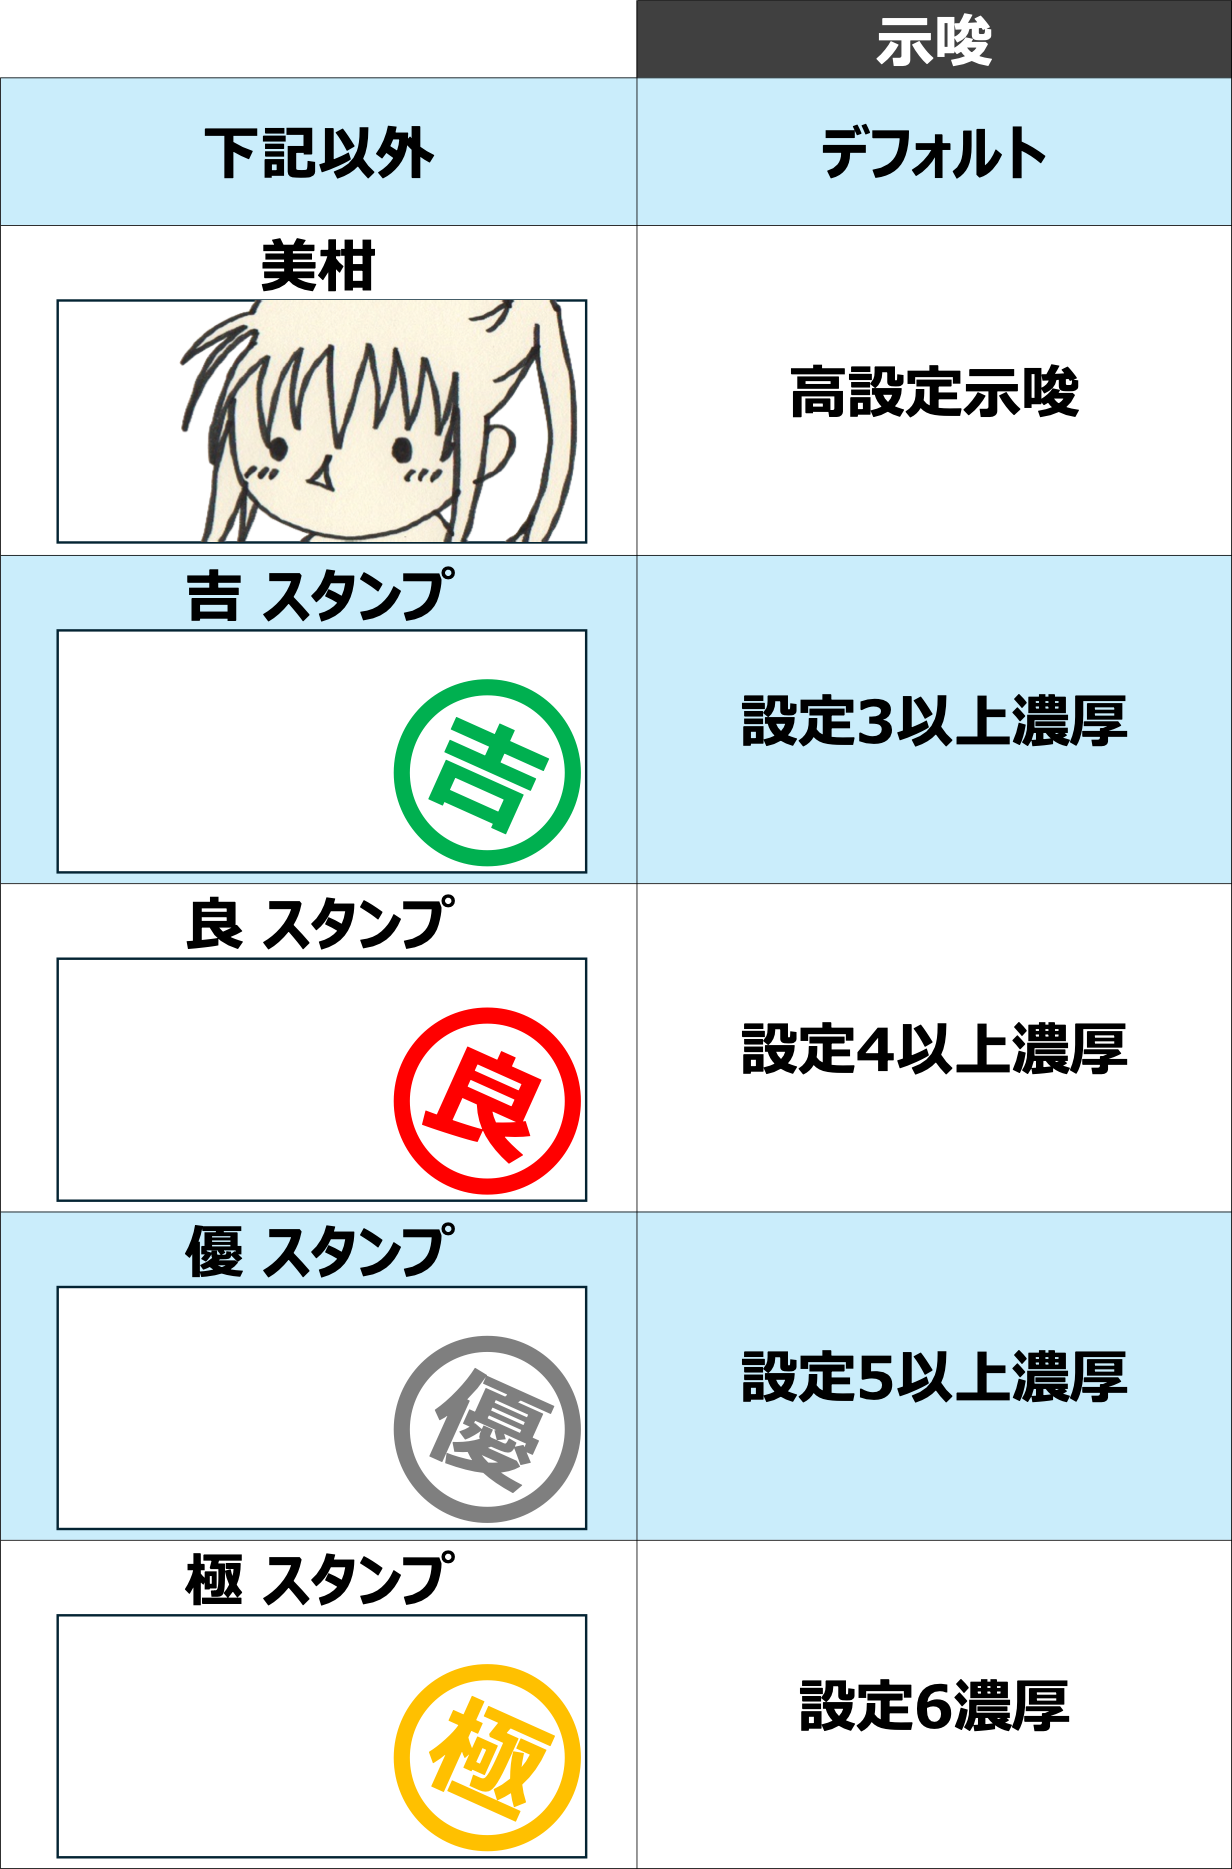 示唆
下記以外
デフォルト
美柑
高設定示唆
吉 スタンプ
吉
設定3以上濃厚
良 スタンプ
良
設定4以上濃厚
優 スタンプ
優
設定5以上濃厚
極 スタンプ
極
設定6濃厚